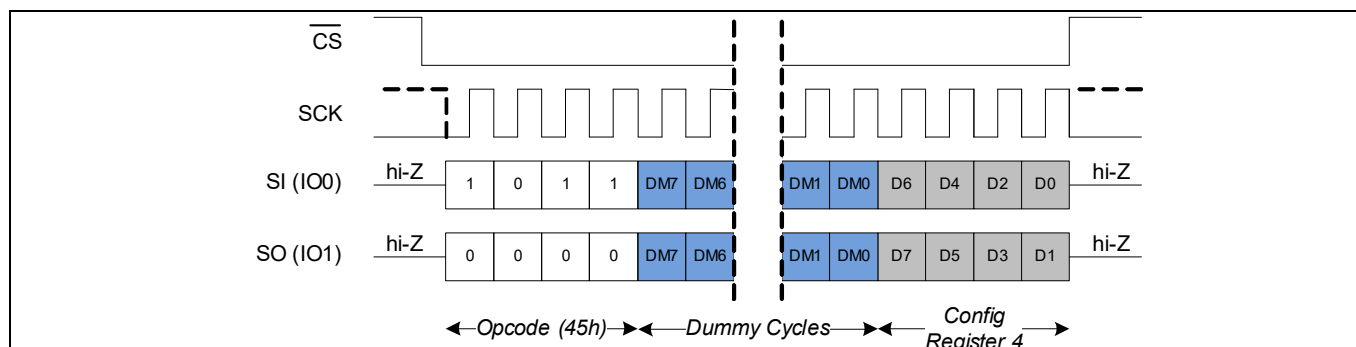 CS
SCK
SI (IO0) hi-Z 1 0 1 1 DM7 DM6 DM1 DM0 D6 D4 D2 D0 hi-Z
SO (IO1) hi-Z 0 0 0 0 DM7 DM6 DM1 DM0 D7 D5 D3 D1 hi-Z
Opcode (45h) Dummy Cycles Config
Register 4